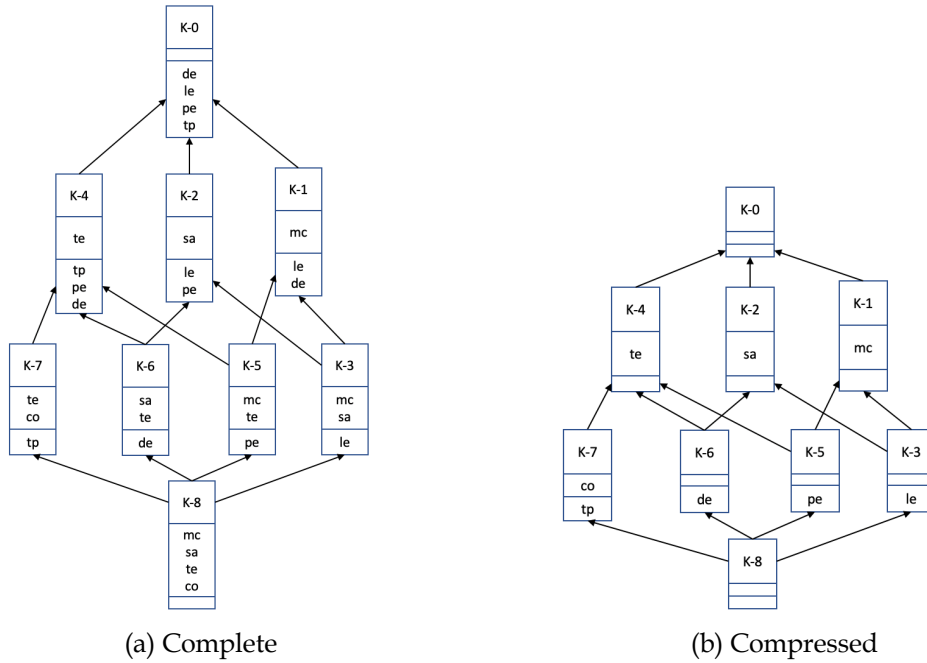 K-0
de
le
pe
tp
K-4
te
tp
pe
de
K-2
sa
le
pe
K-1
mc
le
de
K-7
te
co
tp
K-6
sa
te
de
K-5
mc
te
pe
K-3
mc
sa
le
K-8
mc
sa
te
co
(a) Complete
K-0
K-4
te
K-2
sa
K-1
mc
K-7
co
tp
K-6
de
K-5
pe
K-3
le
K-8
(b) Compressed